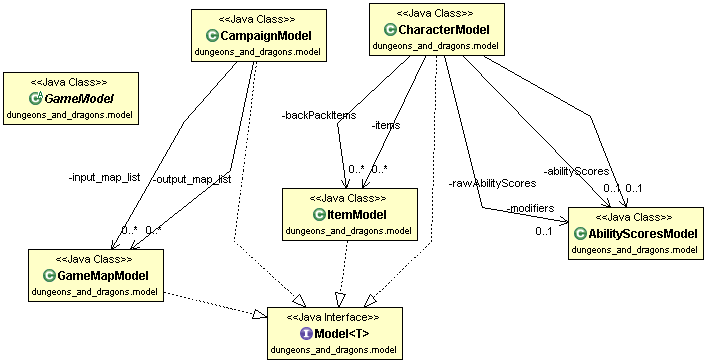 <<Java Class>>
CampaignModel
dungeons_and_dragons.model
<<Java Class>>
CharacterModel
dungeons_and_dragons.model
<<Java Class>>
GameModel
dungeons_and_dragons.model
-backPackItems
-items
-input_map_list
-output_map_list
0..* 0..*
-rawAbilityScores
-abilityScores
0..1 0..1
-modifiers
0..1
0..* 0..*
<<Java Class>>
ItemModel
dungeons_and_dragons.model
<<Java Class>>
AbilityScoresModel
dungeons_and_dragons.model
<<Java Class>>
GameMapModel
dungeons_and_dragons.model
<<Java Interface>>
Model<T>
dungeons_and_dragons.model